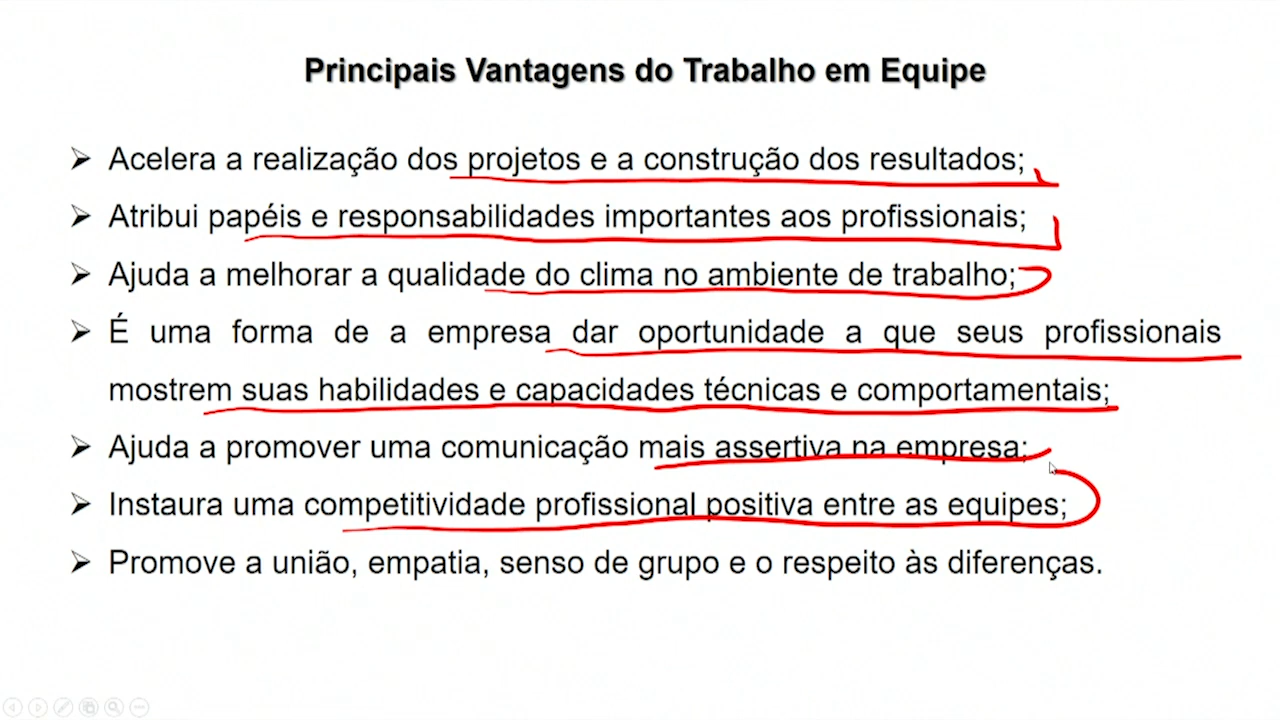 Principais Vantagens do Trabalho em Equipe
➢ Acelera a realização dos projetos e a construção dos resultados;
➢ Atribui papéis e responsabilidades importantes aos profissionais;
➢ Ajuda a melhorar a qualidade do clima no ambiente de trabalho;
➢ É uma forma de a empresa dar oportunidade a que seus profissionais
mostrem suas habilidades e capacidades técnicas e comportamentais;
➢ Ajuda a promover uma comunicação mais assertiva na empresa;
➢ Instaura uma competitividade profissional positiva entre as equipes;
➢ Promove a união, empatia, senso de grupo e o respeito às diferenças.